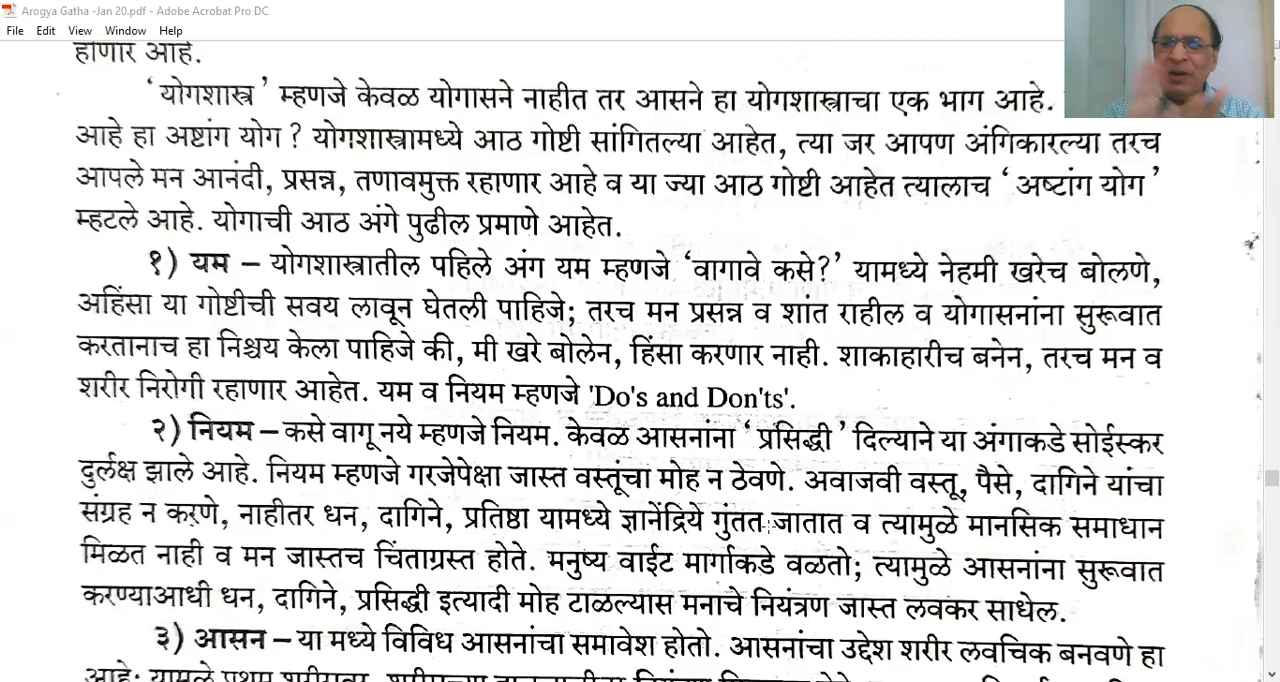 Arogya Gatha -Jan 20.pdf - Adobe Acrobat Pro DC
File Edit View Window Help
होणार आहे.
‘योगशास्त्र’ म्हणजे केवळ योगासने नाहीत तर आसने हा योगशास्त्राचा एक भाग आहे.
आहे हा अष्टांग योग? योगशास्त्रामध्ये आठ गोष्टी सांगितल्या आहेत, त्या जर आपण अंगिकारल्या तरच
आपले मन आनंदी, प्रसन्न, तणावमुक्त रहाणार आहे व या ज्या आठ गोष्टी आहेत त्यालाच ‘अष्टांग योग’
म्हटले आहे. योगाची आठ अंगे पुढील प्रमाणे आहेत.
१) यम – योगशास्त्रातील पहिले अंग यम म्हणजे ‘वागावे कसे?’ यामध्ये नेहमी खरेच बोलणे,
अहिंसा या गोष्टीची सवय लावून घेतली पाहिजे; तरच मन प्रसन्न व शांत राहील व योगासनांना सुरूवात
करतानाच हा निश्चय केला पाहिजे की, मी खरे बोलेन, हिंसा करणार नाही. शाकाहारीच बनेन, तरच मन व
शरीर निरोगी रहाणार आहेत. यम व नियम म्हणजे 'Do's and Don'ts'.
२) नियम – कसे वागू नये म्हणजे नियम. केवळ आसनांना ‘प्रसिद्धी’ दिल्याने या अंगाकडे सोईस्कर
दुर्लक्ष झाले आहे. नियम म्हणजे गरजेपेक्षा जास्त वस्तूंचा मोह न ठेवणे. अवाजवी वस्तू, पैसे, दागिने यांचा
संग्रह न करणे, नाहीतर धन, दागिने, प्रतिष्ठा यामध्ये ज्ञानेंद्रिये गुंतत जातात व त्यामुळे मानसिक समाधान
मिळत नाही व मन जास्तच चिंताग्रस्त होते. मनुष्य वाईट मार्गाकडे वळतो; त्यामुळे आसनांना सुरूवात
करण्याआधी धन, दागिने, प्रसिद्धी इत्यादी मोह टाळल्यास मनाचे नियंत्रण जास्त लवकर साधेल.
३) आसन – या मध्ये विविध आसनांचा समावेश होतो. आसनांचा उद्देश शरीर लवचिक बनवणे हा